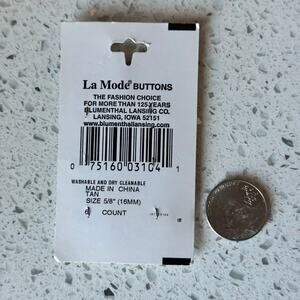 La Mode® BUTTONS
THE FASHION CHOICE
FOR MORE THAN 125 YEARS
BLUMENTHAL LANSING CO.
LANSING, IOWA 52151
www.blumenthallansing.com
0 75160 03104 1
WASHABLE AND DRY CLEANABLE
MADE IN CHINA
TAN
SIZE 5/8" (16MM)
6 COUNT